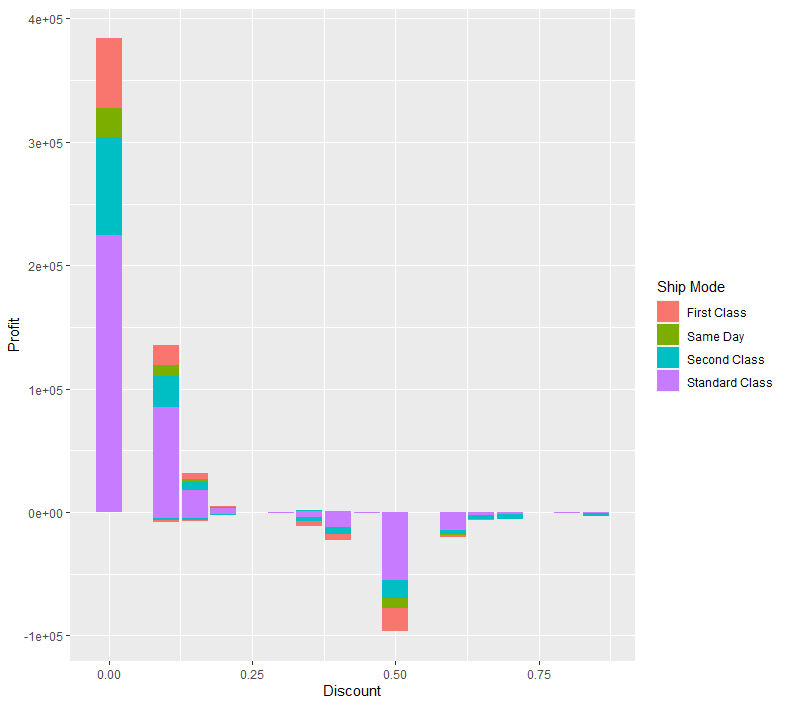 4e+05
3e+05
2e+05
1e+05
0e+00
-1e+05
Profit
0.00 0.25 0.50 0.75
Discount
Ship Mode
First Class
Same Day
Second Class
Standard Class